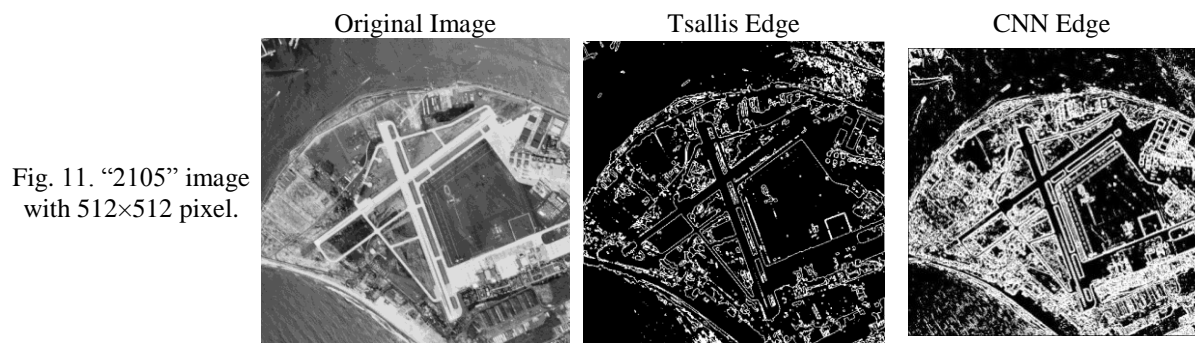 Original Image
Tsallis Edge
CNN Edge
Fig. 11. “2105” image
with 512×512 pixel.